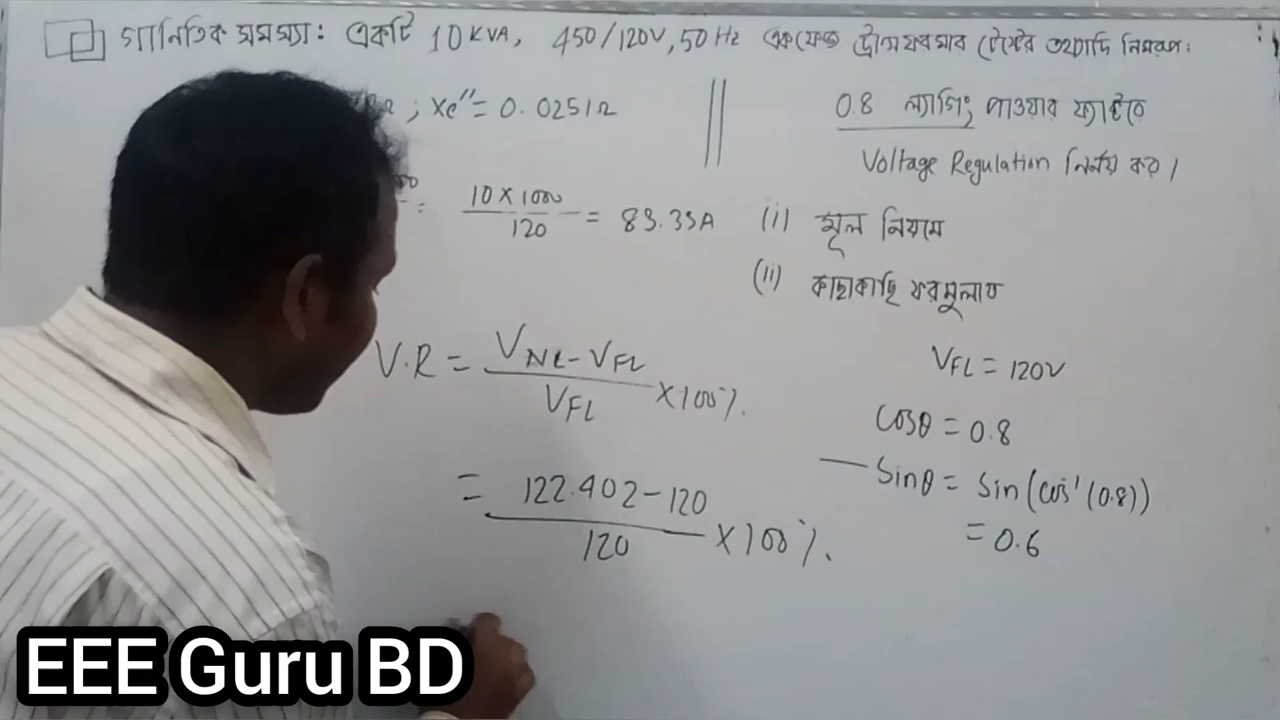 গানিতিক সমস্যা: একটি 10 KVA, 450/120V, 50 Hz একফেজ ট্রান্সফরমার টেস্টের তথ্যাদি নিম্নরূপ:
; Xe'' = 0.0251Ω
0.8 ল্যাগিং পাওয়ার ফ্যাক্টরে
Voltage Regulation নির্ণয় কর।
= 10 X 1000 / 120 = 83.33A
(i) মূল নিয়মে
(ii) কাছাকাছি ফরমুলায়
V.R = VNL - VFL / VFL X 100%.
VFL = 120V
Cosθ = 0.8
Sinθ = Sin(Cos⁻¹(0.8))
= 0.6
= 122.402 - 120 / 120 X 100%.
EEE Guru BD